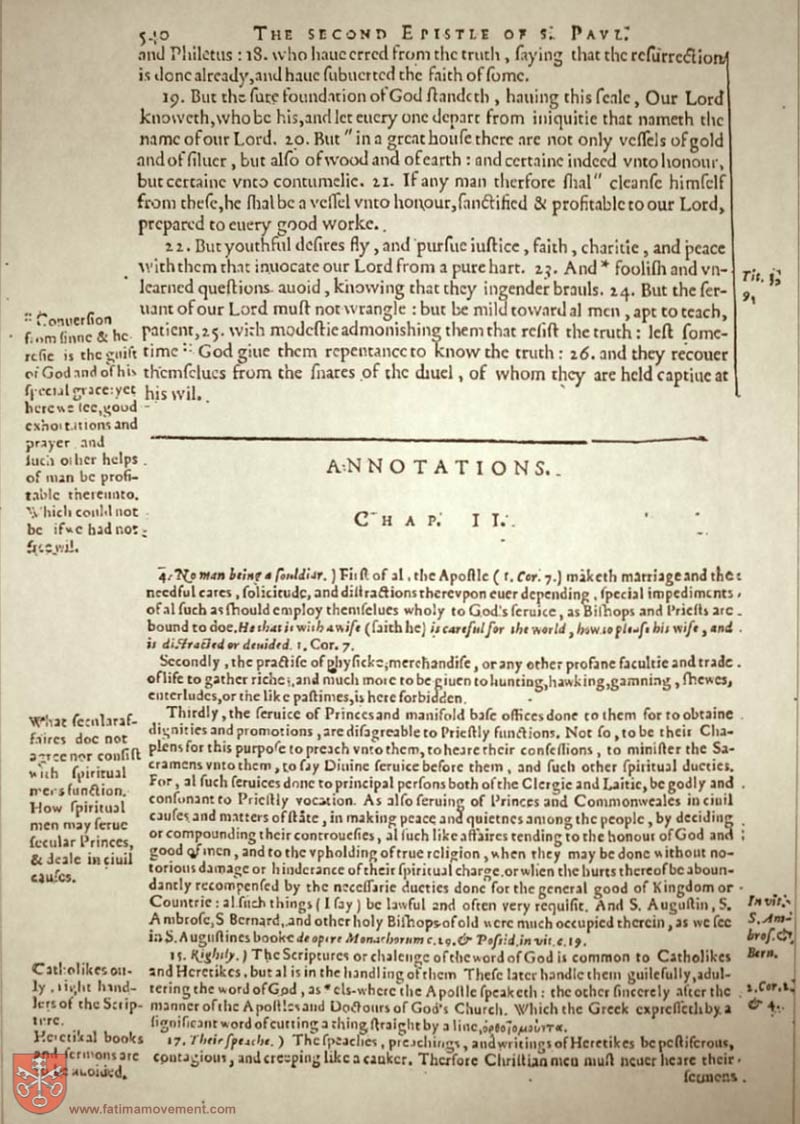 540 THE SECOND EPISTLE OF S. PAVL.
and Philetus : 18. who haue erred from the truth, ſaying that the reſurrection
is done already, and haue ſubuerted the faith of ſome.
19. But the ſure foundation of God ſtandeth, hauing this ſeale, Our Lord
knoweth, who be his, and let euery one depart from iniquitie that nameth the
name of our Lord. 20. But " in a great houſe there are not only veſſels of gold
and of ſiluer, but alſo of wood and of earth : and certaine indeed vnto honour,
but certaine vnto contumelie. 21. If any man therfore ſhal " cleanſe himſelf
from theſe, he ſhal be a veſſel vnto honour, ſanctified & profitable to our Lord,
prepared to euery good worke.
22. But youthful deſires fly, and purſue iuſtice, faith, charitie, and peace
with them that inuocate our Lord from a pure hart. 23. And * fooliſh and vn-
learned queſtions auoid, knowing that they ingender brauls. 24. But the ſer-
uant of our Lord muſt not wrangle : but be mild toward al men, apt to teach,
patient, 25. with modeſtie admonishing them that reſiſt the truth : leſt ſome-
time :: God giue them repentance to know the truth : 26. and they recouer
themſelues from the ſnares of the diuel, of whom they are held captiue at
his wil.
Tit. 3,
9,
:: Conuerſion
from ſinne & he-
reſie is the guift
of God and of his
ſpecial grace: yet
here we ſee, good
exhortations and
prayer and
ſuch other helps
of man be profi-
table thereunto.
Which could not
be if we had not
free wil.
ANNOTATIONS.
CHAP. II.
4. No man being a ſouldiar. ) Firſt of al, the Apoſtle ( 1. Cor. 7. ) maketh marriage and the
needful cares, ſolicitude, and diſtractions therevpon euer depending, ſpecial impediments
of al ſuch as ſhould employ themſelues wholy to God's ſeruice, as Biſhops and Prieſts are
bound to doe. He that is with a wife (ſaith he) is careful for the world, how to pleaſe his wife, and
is diſtracted or deuided. 1. Cor. 7.
Secondly, the practiſe of phyſicke, merchandiſe, or any other profane facultie and trade
of life to gather riches, and much more to be giuen to hunting, hawking, gamning, ſhewes,
enterludes, or the like paſtimes, is here forbidden.
Thirdly, the ſeruice of Princes and manifold baſe offices done to them for to obtaine
dignities and promotions, are diſagreable to Prieſtly functions. Not ſo, to be their Cha-
plens for this purpoſe to preach vnto them, to heare their confeſſions, to miniſter the Sa-
craments vnto them, to ſay Diuine ſeruice before them, and ſuch other ſpiritual dueties.
For, al ſuch ſeruices done to principal perſons both of the Clergie and Laitie, be godly and
conſonant to Prieſtly vocation. As alſo ſeruing of Princes and Commonweales in ciuil
cauſes and matters of ſtate, in making peace and quietnes among the people, by deciding
or compounding their controueſies, al ſuch like affaires tending to the honour of God and
good of men, and to the vpholding of true religion, when they may be done without no-
torious damage or hinderance of their ſpiritual charge, or when the hurts thereof be aboun-
dantly recompenſed by the neceſſarie dueties done for the general good of Kingdom or
Countrie : al ſuch things ( I ſay ) be lawful and often very requiſit. And S. Auguſtin, S.
Ambroſe, S Bernard, and other holy Biſhops of old were much occupied therein, as we ſee
in S. Auguſtines booke de opere Monachorum c. 29. & Poſsid. in vit. c. 19.
What ſecular af-
faires doe not
agree nor conſiſt
with ſpiritual
mens function.
How ſpiritual
men may ſerue
ſecular Princes,
& deale in ciuil
cauſes.
In vit.
S. Am-
broſ. &
Bern.
15. Rightly. ) The Scriptures or chalenge of the word of God is common to Catholikes
and Heretikes, but al is in the handling of them Theſe later handle them guilefully, adul-
tering the word of God, as * els-where the Apoſtle ſpeaketh : the other ſincerely after the
manner of the Apoſtles and Doctours of God's Church. Which the Greek expreſſeth by a
ſignificant word of cutting a thing ſtraight by a line, ὀρθοτομοῦντα.
17. Their ſpeache. ) The ſpeaches, preachings, and writings of Heretikes be peſtiferous,
contagious, and creeping like a canker. Therfore Chriſtian men muſt neuer heare their
ſermons
Catholikes on-
ly right hand-
lers of the Scrip-
ture.
Heretikal books
and ſermons are
to be auoided.
2. Cor. 2.
& 4.
www.fatimamovement.com